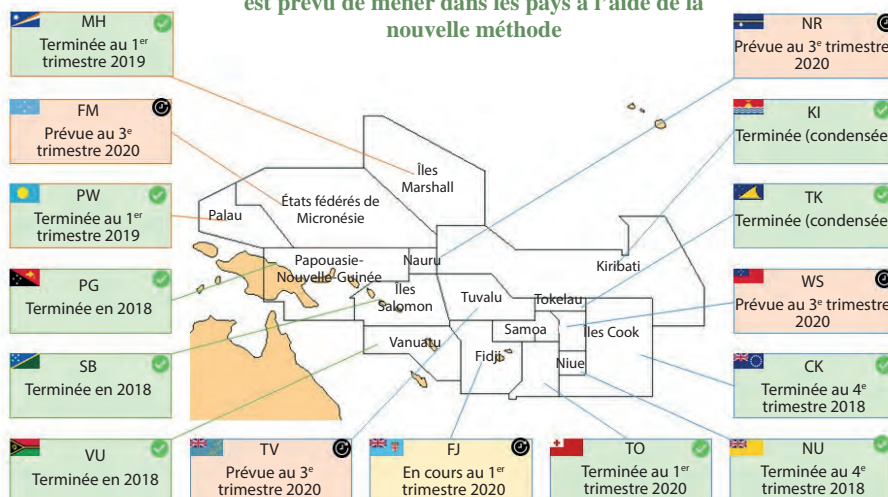 est prévu de mener dans les pays à l'aide de la
nouvelle méthode
MH
Terminée au 1er
trimestre 2019
FM
Prévue au 3e
trimestre 2020
PW
Terminée au 1er
trimestre 2019
PG
Terminée en 2018
SB
Terminée en 2018
VU
Terminée en 2018
TV
Prévue au 3e
trimestre 2020
FJ
En cours au 1er
trimestre 2020
TO
Terminée au 1er
trimestre 2020
NU
Terminée au 4e
trimestre 2018
CK
Terminée au 4e
trimestre 2018
WS
Prévue au 3e trimestre
2020
TK
Terminée (condensée
KI
Terminée (condensée
NR
Prévue au 3e trimestre
2020
Îles
Marshall
États fédérés de
Micronésie
Palau
Papouasie-
Nouvelle-Guinée
Nauru
Kiribati
Îles
Salomon
Tuvalu
Tokelau
Samoa
Îles Cook
Vanuatu
Fidji
Niue